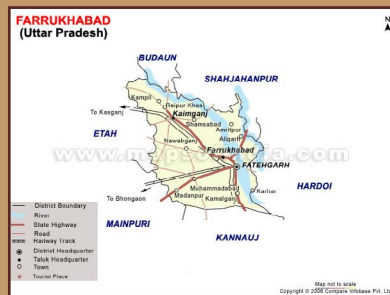 FARRUKHABAD
(Uttar Pradesh)
N
BUDAUN
SHAHJAHANPUR
Kampil
Raipur Khas
To Kasganj
Kaimganj
Shamsabad
Amritpur
ETAH
Aligarh
Nawabganj
Farrukhabad
www.mapsofindia.com
FATEHGARH
HARDOI
To Bhongaon
Muhammadabad
Karhar
Madanpur
Kamalganj
MAINPURI
KANNAUJ
District Boundary
River
State Highway
Road
Railway Track
District Headquarter
Taluk Headquarter
Town
Tourist Place
Map not to scale
Copyright © 2006 Compare Infobase Pvt. Ltd